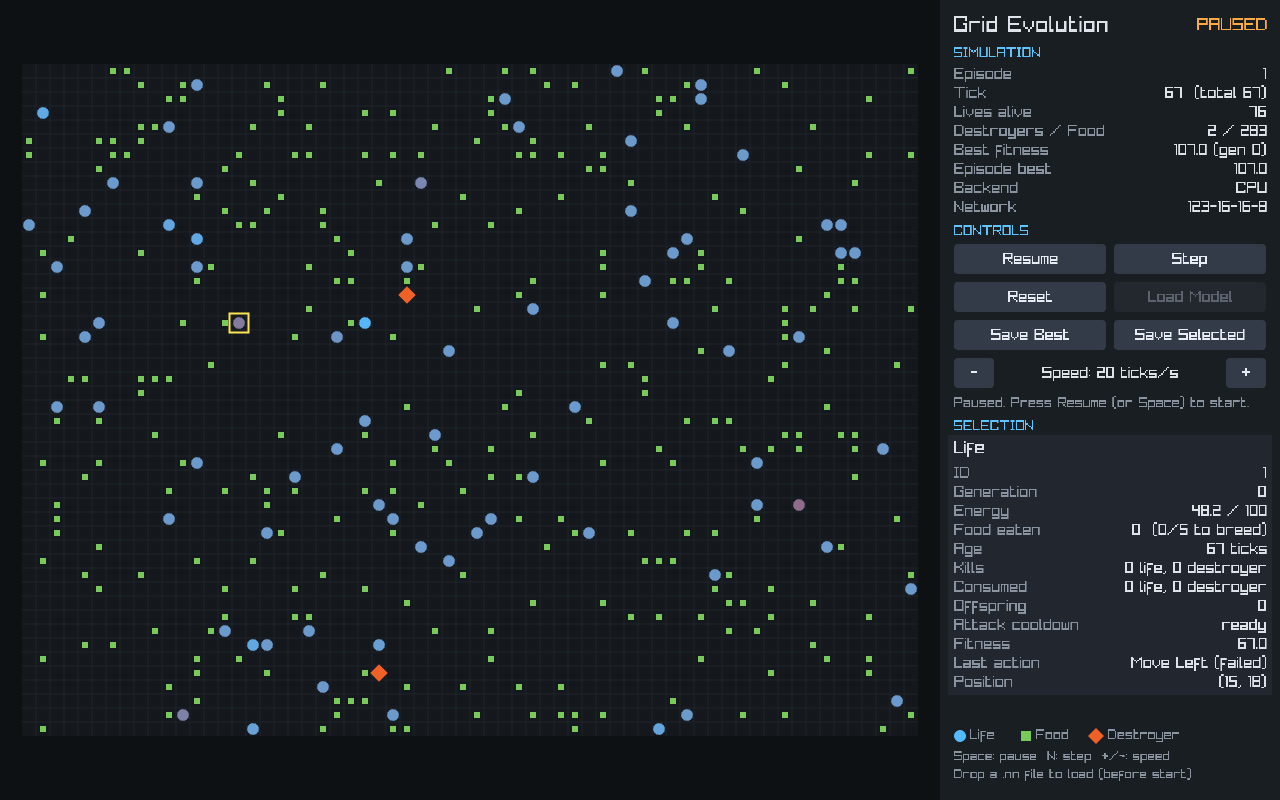 Grid Evolution PAUSED
SIMULATION
Episode 1
Tick 67 (total 67)
Lives alive 76
Destroyers / Food 2 / 283
Best fitness 107.0 (gen 0)
Episode best 107.0
Backend CPU
Network 123-16-16-8
CONTROLS
Resume Step
Reset Load Model
Save Best Save Selected
- Speed: 20 ticks/s +
Paused. Press Resume (or Space) to start.
SELECTION
Life
ID 1
Generation 0
Energy 48.2 / 100
Food eaten 0 (0/5 to breed)
Age 67 ticks
Kills 0 life, 0 destroyer
Consumed 0 life, 0 destroyer
Offspring 0
Attack cooldown ready
Fitness 67.0
Last action Move Left (failed)
Position (15, 18)
Life Food Destroyer
Space: pause N: step +/-: speed
Drop a .nn file to load (before start)